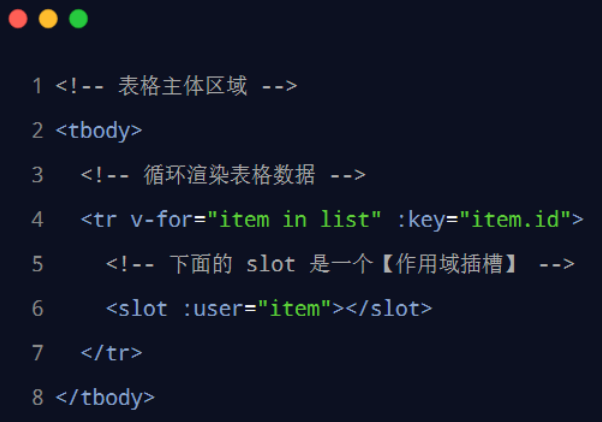 1 <!-- 表格主体区域 -->
2 <tbody>
3   <!-- 循环渲染表格数据 -->
4   <tr v-for="item in list" :key="item.id">
5     <!-- 下面的 slot 是一个【作用域插槽】 -->
6     <slot :user="item"></slot>
7   </tr>
8 </tbody>